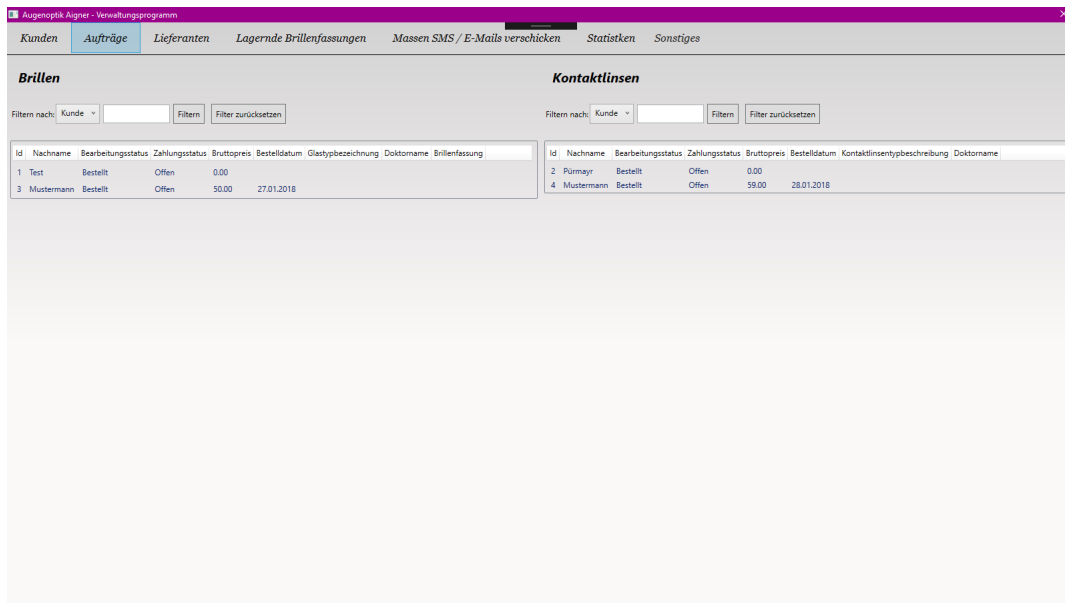 Augenoptik Aigner - Verwaltungsprogramm
Kunden Aufträge Lieferanten Lagernde Brillenfassungen Massen SMS / E-Mails verschicken Statistken Sonstiges
Brillen
Filtern nach: Kunde Filtern Filter zurücksetzen
Id Nachname Bearbeitungsstatus Zahlungsstatus Bruttopreis Bestelldatum Glastypbezeichnung Doktorname Brillenfassung
1 Test Bestellt Offen 0.00
3 Mustermann Bestellt Offen 50.00 27.01.2018
Kontaktlinsen
Filtern nach: Kunde Filtern Filter zurücksetzen
Id Nachname Bearbeitungsstatus Zahlungsstatus Bruttopreis Bestelldatum Kontaktlinsentypbeschreibung Doktorname
2 Pürmayr Bestellt Offen 0.00
4 Mustermann Bestellt Offen 59.00 28.01.2018